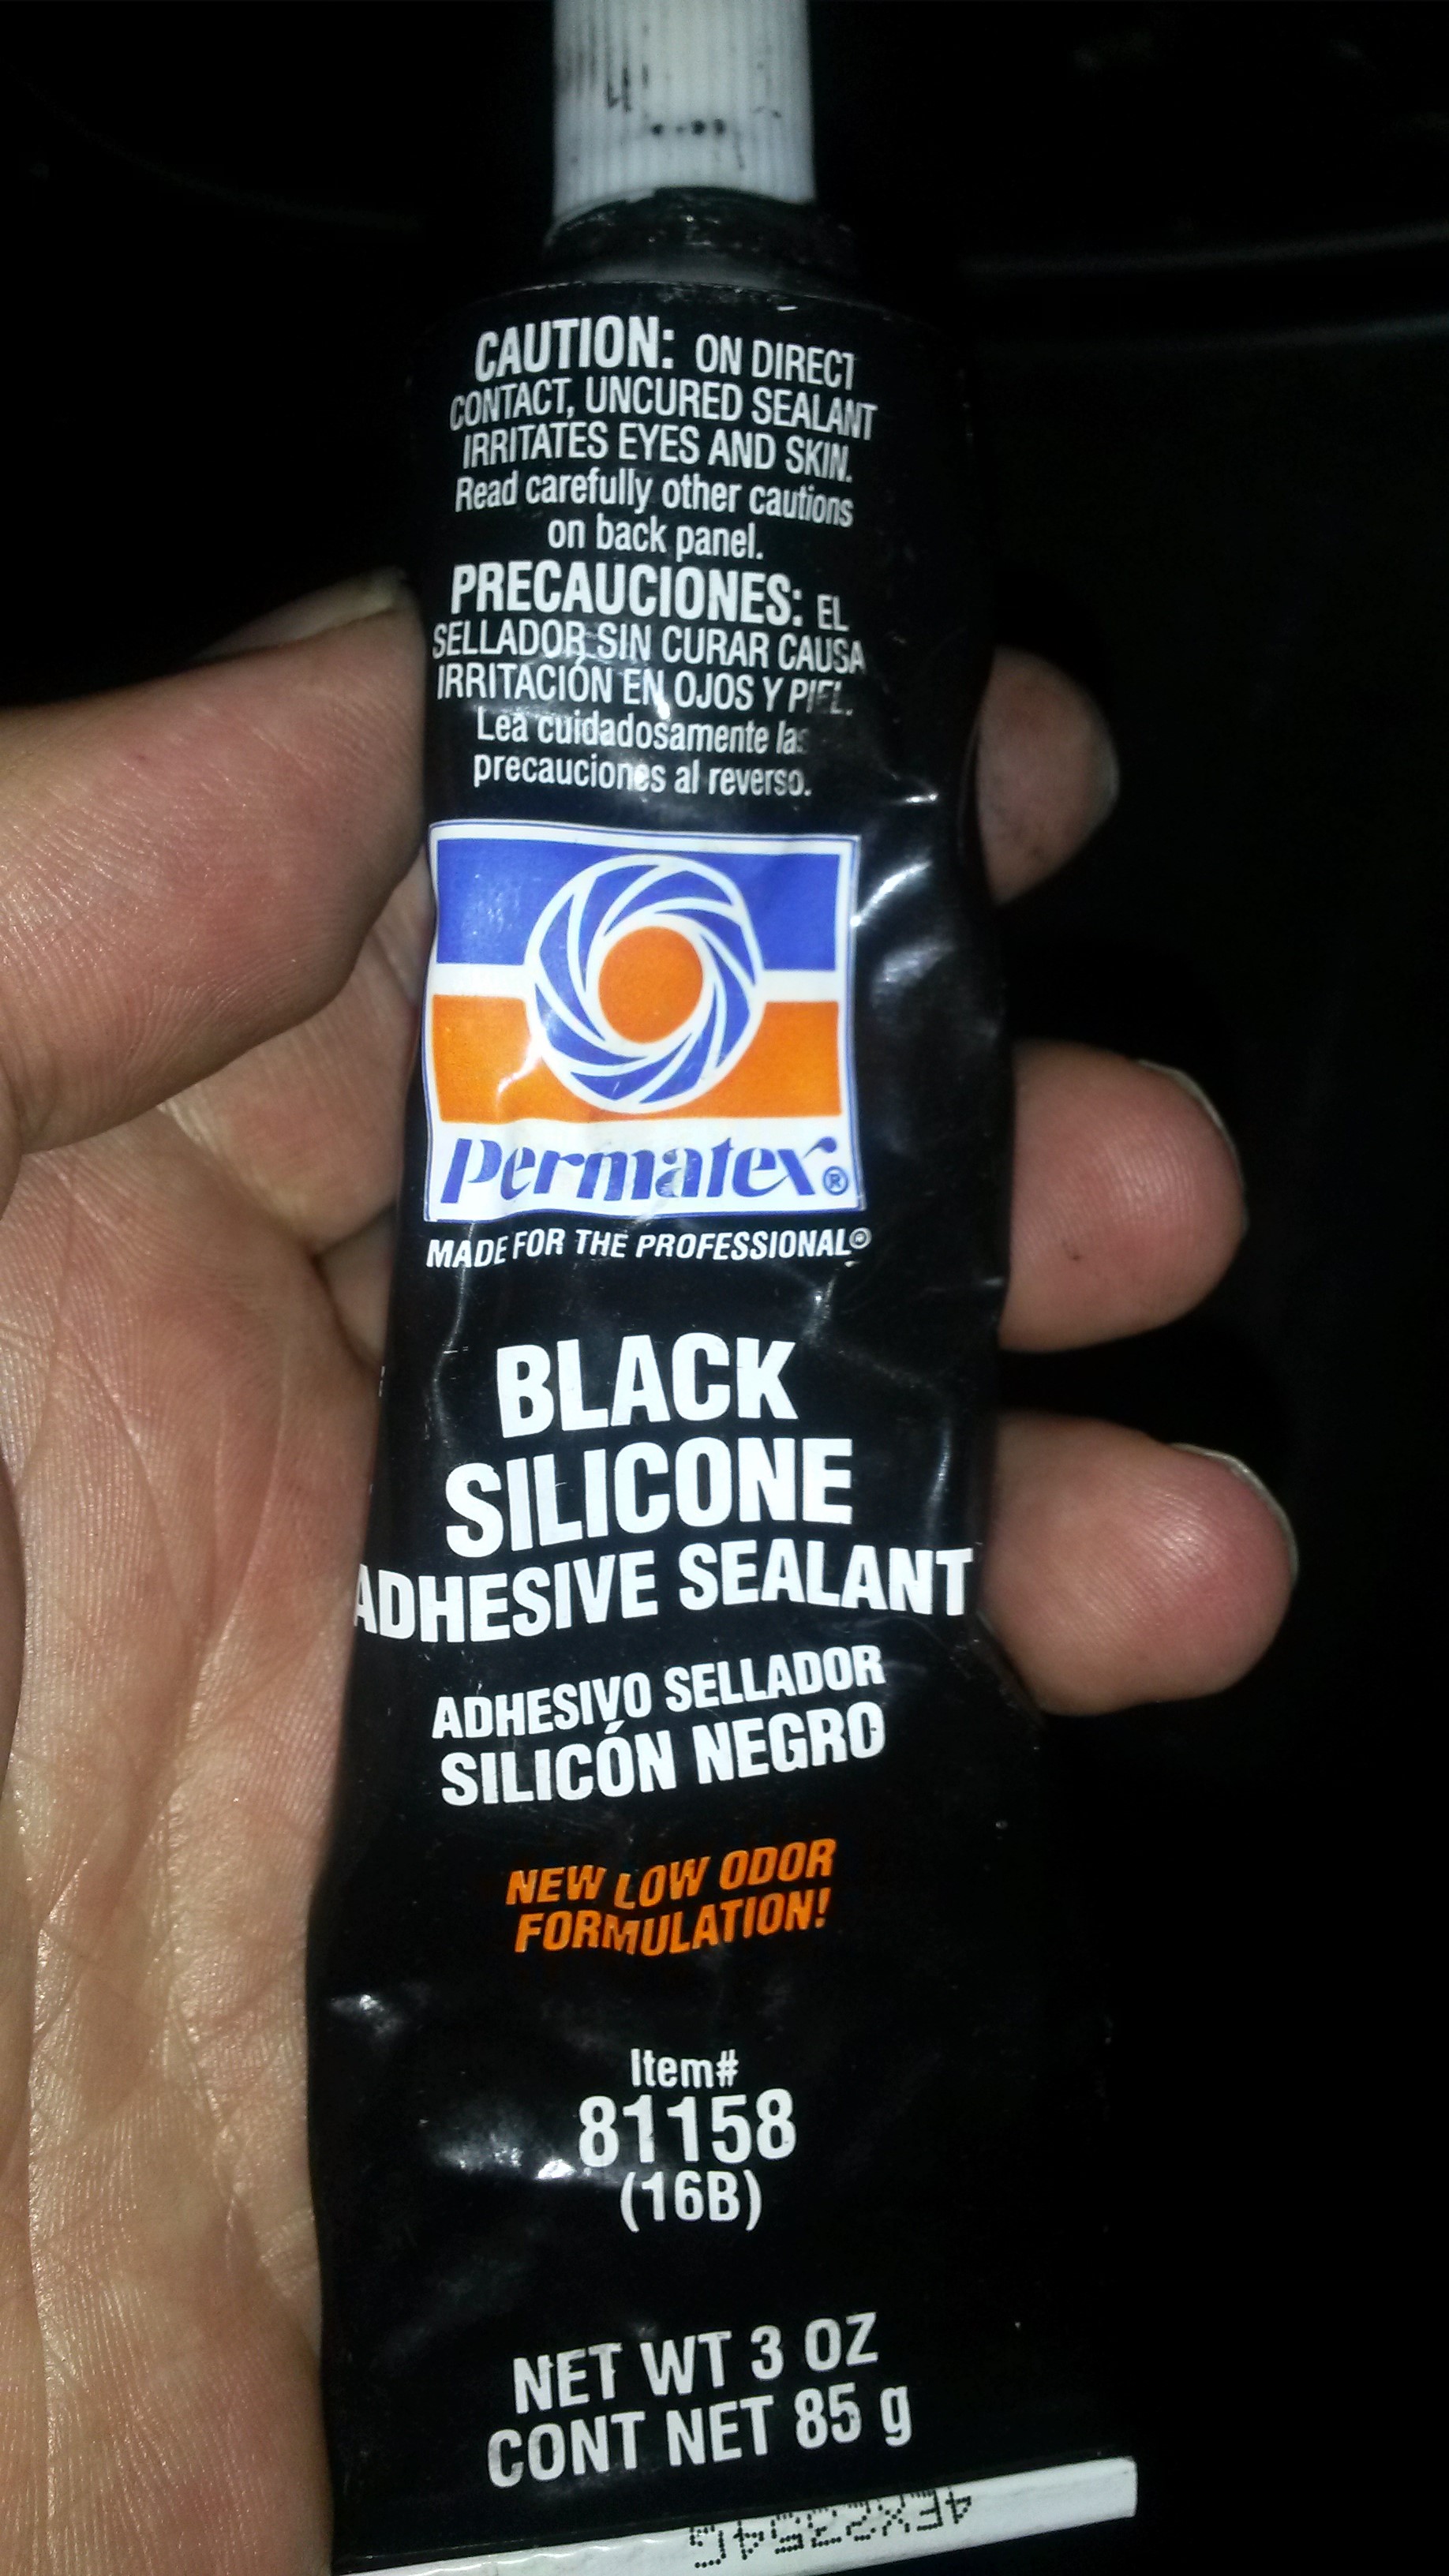 CAUTION: ON DIRECT
CONTACT, UNCURED SEALANT
IRRITATES EYES AND SKIN.
Read carefully other cautions
on back panel.
PRECAUCIONES: EL
SELLADOR SIN CURAR CAUSA
IRRITACIÓN EN OJOS Y PIEL.
Lea cuidadosamente las
precauciones al reverso.
Permatex®
MADE FOR THE PROFESSIONAL®
BLACK
SILICONE
ADHESIVE SEALANT
ADHESIVO SELLADOR
SILICÓN NEGRO
NEW LOW ODOR
FORMULATION!
Item#
81158
(16B)
NET WT 3 OZ
CONT NET 85 g